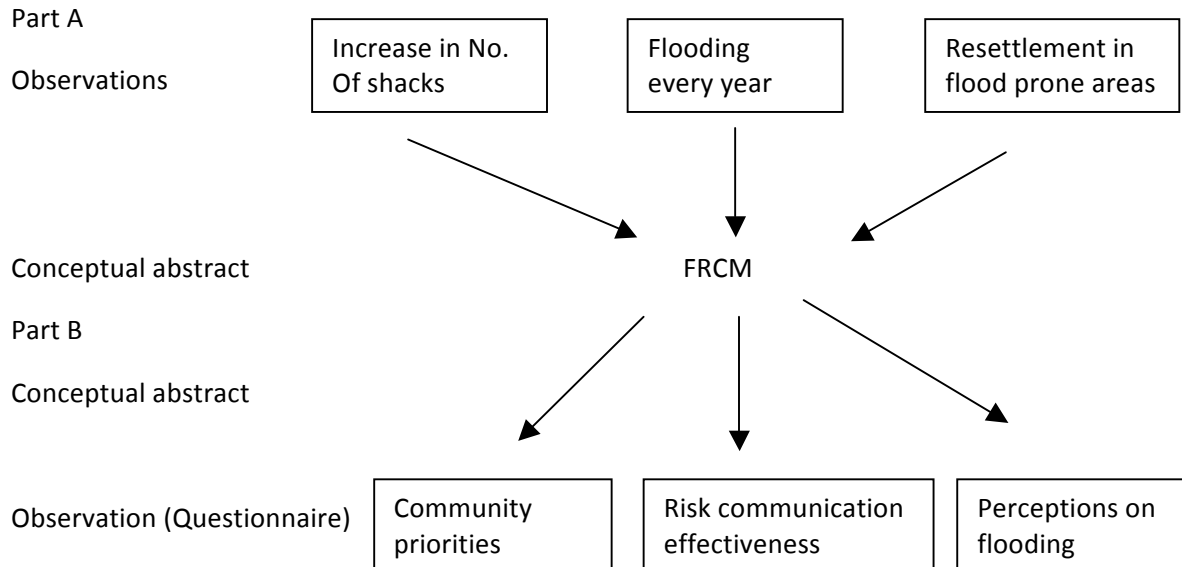 Part A
Observations
Increase in No.
Of shacks
Flooding
every year
Resettlement in
flood prone areas
Conceptual abstract
FRCM
Part B
Conceptual abstract
Observation (Questionnaire)
Community
priorities
Risk communication
effectiveness
Perceptions on
flooding